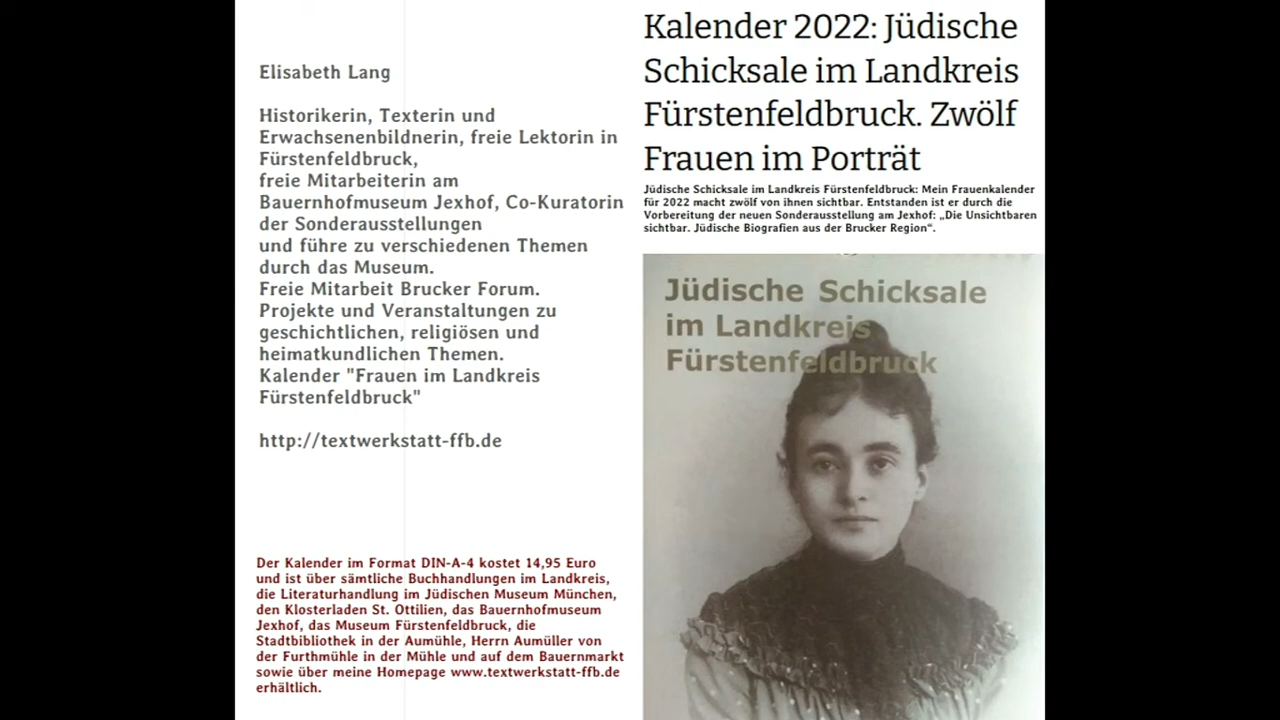 Elisabeth Lang
Historikerin, Texterin und
Erwachsenenbildnerin, freie Lektorin in
Fürstenfeldbruck,
freie Mitarbeiterin am
Bauernhofmuseum Jexhof, Co-Kuratorin
der Sonderausstellungen
und führe zu verschiedenen Themen
durch das Museum.
Freie Mitarbeit Brucker Forum.
Projekte und Veranstaltungen zu
geschichtlichen, religiösen und
heimatkundlichen Themen.
Kalender "Frauen im Landkreis
Fürstenfeldbruck"
http://textwerkstatt-ffb.de
Der Kalender im Format DIN-A-4 kostet 14,95 Euro
und ist über sämtliche Buchhandlungen im Landkreis,
die Literaturhandlung im Jüdischen Museum München,
den Klosterladen St. Ottilien, das Bauernhofmuseum
Jexhof, das Museum Fürstenfeldbruck, die
Stadtbibliothek in der Aumühle, Herrn Aumüller von
der Furthmühle in der Mühle und auf dem Bauernmarkt
sowie über meine Homepage www.textwerkstatt-ffb.de
erhältlich.
Kalender 2022: Jüdische
Schicksale im Landkreis
Fürstenfeldbruck. Zwölf
Frauen im Porträt
Jüdische Schicksale im Landkreis Fürstenfeldbruck: Mein Frauenkalender
für 2022 macht zwölf von ihnen sichtbar. Entstanden ist er durch die
Vorbereitung der neuen Sonderausstellung am Jexhof: „Die Unsichtbaren
sichtbar. Jüdische Biografien aus der Brucker Region“.
Jüdische Schicksale
im Landkreis
Fürstenfeldbruck